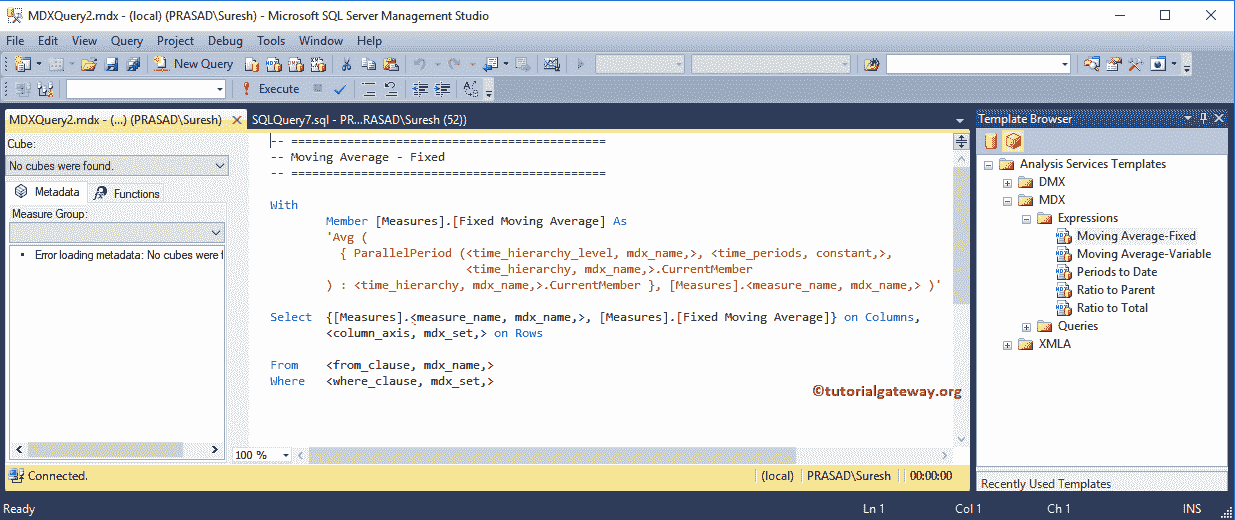 MDXQuery2.mdx - (local) (PRASAD\Suresh) - Microsoft SQL Server Management Studio
File Edit View Query Project Debug Tools Window Help
New Query
Execute
MDXQuery2.mdx - (...) (PRASAD\Suresh)
SQLQuery7.sql - PR...RASAD\Suresh (52))
Cube:
No cubes were found.
Metadata
Functions
Measure Group:
Error loading metadata: No cubes were f
-- =============================================
-- Moving Average - Fixed
-- =============================================
With
Member [Measures].[Fixed Moving Average] As
'Avg (
{ ParallelPeriod (<time_hierarchy_level, mdx_name,>, <time_periods, constant,>,
<time_hierarchy, mdx_name,>.CurrentMember
) : <time_hierarchy, mdx_name,>.CurrentMember }, [Measures].<measure_name, mdx_name,> )'
Select {[Measures].<measure_name, mdx_name,>, [Measures].[Fixed Moving Average]} on Columns,
<column_axis, mdx_set,> on Rows
From <from_clause, mdx_name,>
Where <where_clause, mdx_set,>
©tutorialgateway.org
100 %
Connected.
(local)
PRASAD\Suresh
00:00:00
Template Browser
Analysis Services Templates
DMX
MDX
Expressions
Moving Average-Fixed
Moving Average-Variable
Periods to Date
Ratio to Parent
Ratio to Total
Queries
XMLA
Recently Used Templates
Ready
Ln 1
Col 1
Ch 1
INS